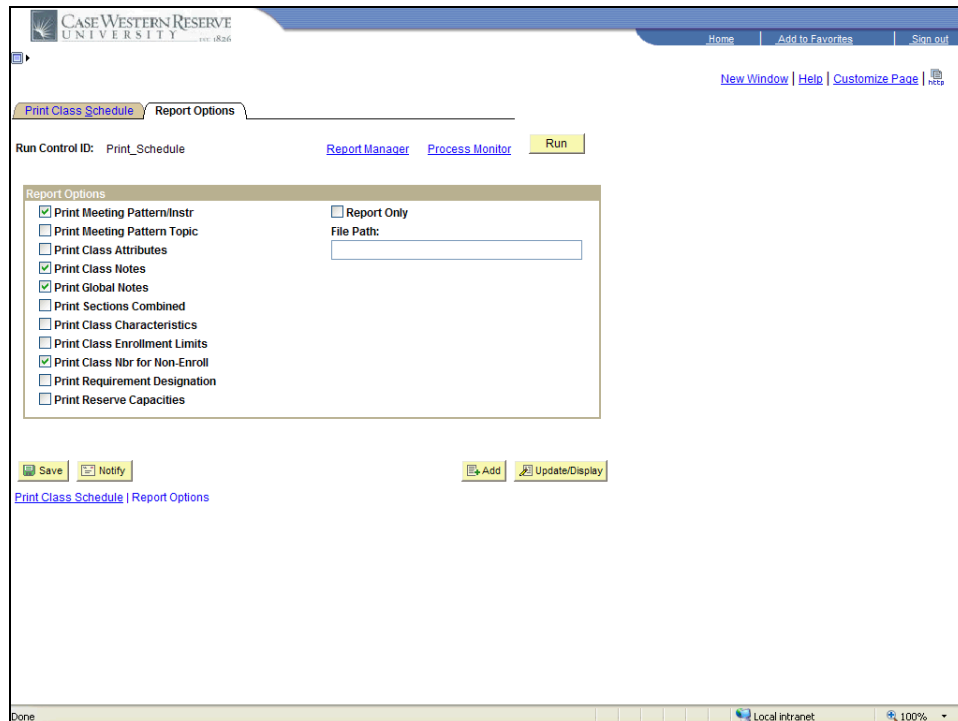 CASE WESTERN RESERVE
UNIVERSITY EST. 1826
Home Add to Favorites Sign out
New Window | Help | Customize Page | http
Print Class Schedule Report Options
Run Control ID: Print_Schedule Report Manager Process Monitor Run
Report Options
Print Meeting Pattern/Instr Report Only
Print Meeting Pattern Topic File Path:
Print Class Attributes
Print Class Notes
Print Global Notes
Print Sections Combined
Print Class Characteristics
Print Class Enrollment Limits
Print Class Nbr for Non-Enroll
Print Requirement Designation
Print Reserve Capacities
Save Notify Add Update/Display
Print Class Schedule | Report Options
Done Local intranet 100%